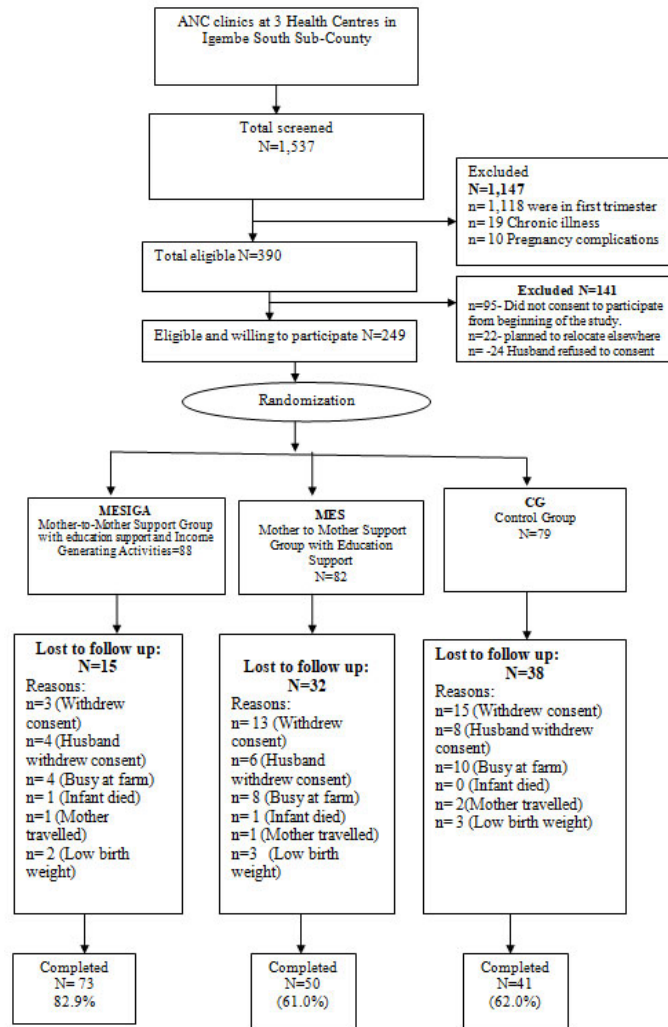 ANC clinics at 3 Health Centres in
Igembe South Sub-County
Total screened
N=1,537
Excluded
N=1,147
n= 1,118 were in first trimester
n= 19 Chronic illness
n= 10 Pregnancy complications
Total eligible N=390
Excluded N=141
n=95- Did not consent to participate
from beginning of the study.
n=22- planned to relocate elsewhere
n= -24 Husband refused to consent
Eligible and willing to participate N=249
Randomization
MESIGA
Mother-to-Mother Support Group
with education support and Income
Generating Activities=88
MES
Mother to Mother Support
Group with Education
Support
N=82
CG
Control Group
N=79
Lost to follow up:
N=15
Reasons:
n=3 (Withdrew
consent)
n=4 (Husband
withdrew consent)
n= 4 (Busy at farm)
n= 1 (Infant died)
n=1 (Mother
travelled)
n= 2 (Low birth
weight)
Lost to follow up:
N=32
Reasons:
n= 13 (Withdrew
consent)
n=6 (Husband
withdrew consent)
n= 8 (Busy at farm)
n= 1 (Infant died)
n=1 (Mother travelled)
n=3 (Low birth
weight)
Lost to follow up:
N=38
Reasons:
n=15 (Withdrew consent)
n=8 (Husband withdrew
consent)
n=10 (Busy at farm)
n= 0 (Infant died)
n= 2(Mother travelled)
n= 3 (Low birth weight)
Completed
N= 73
82.9%
Completed
N=50
(61.0%)
Completed
N=41
(62.0%)